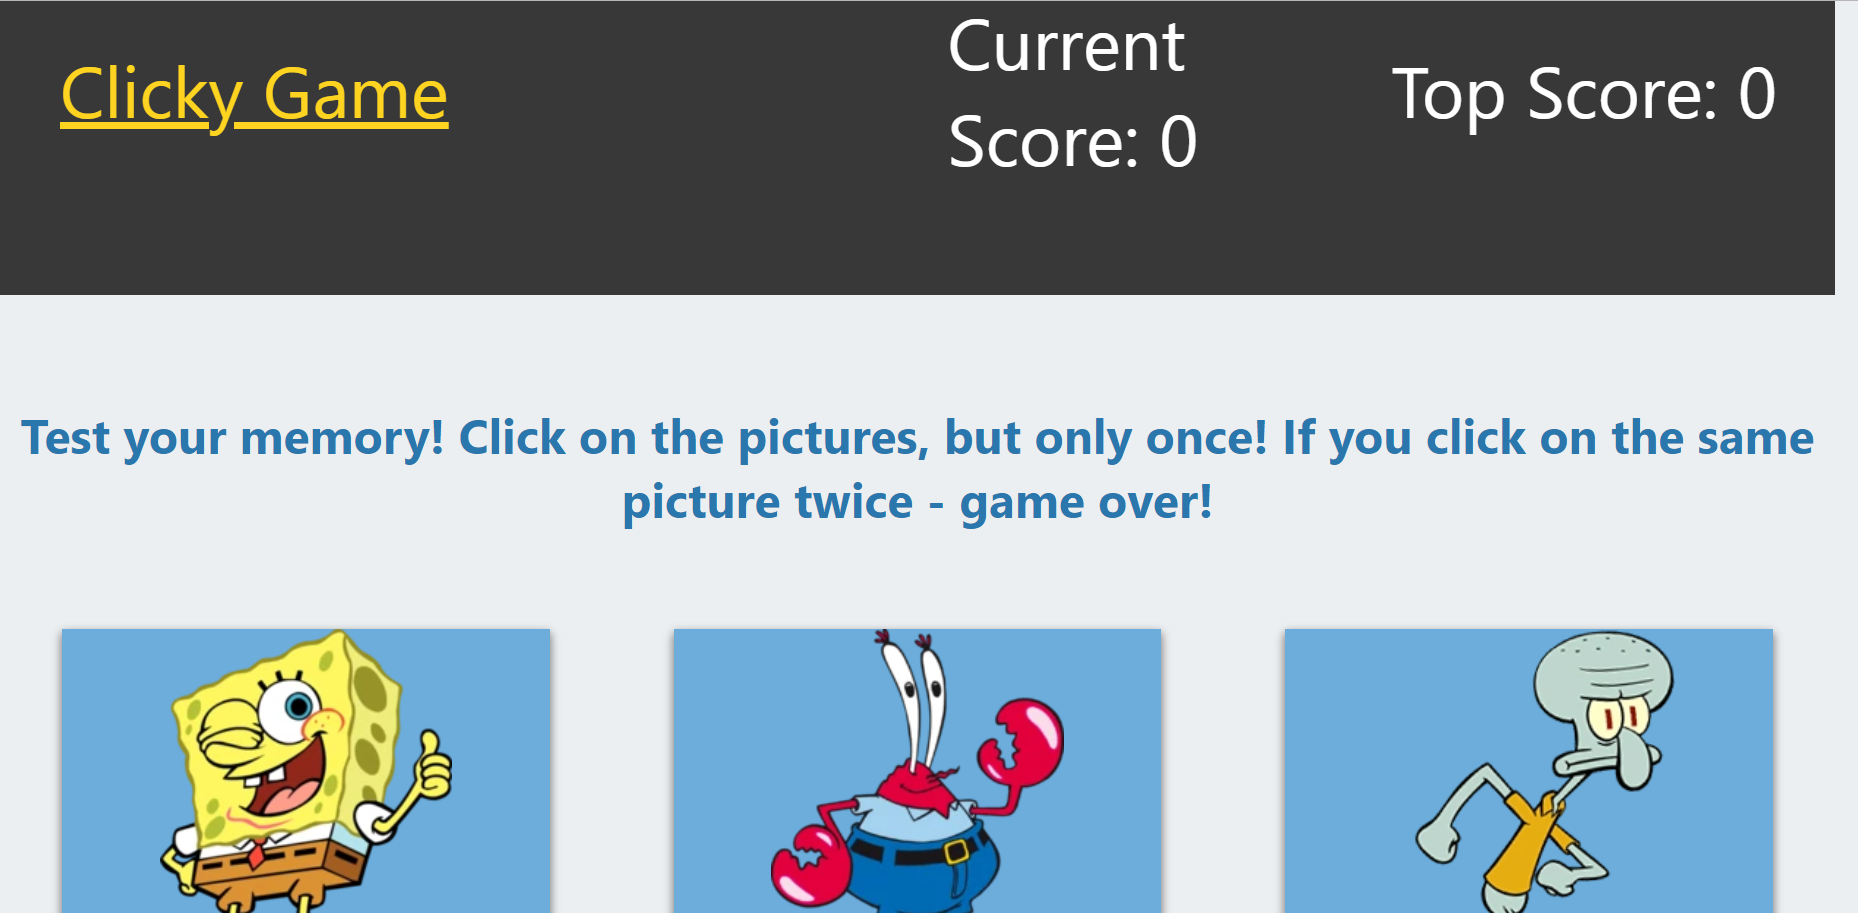 Clicky Game
Current
Score: 0
Top Score: 0
Test your memory! Click on the pictures, but only once! If you click on the same
picture twice - game over!